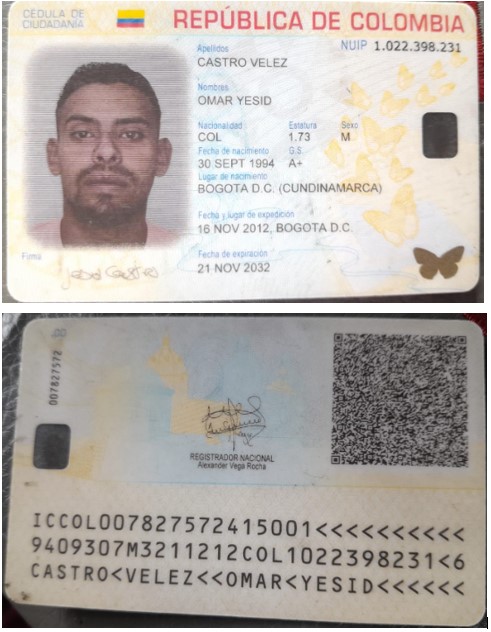 CÉDULA DE
CIUDADANÍA
REPÚBLICA DE COLOMBIA
NUIP 1.022.398.231
Apellidos
CASTRO VELEZ
Nombres
OMAR YESID
Nacionalidad Estatura Sexo
COL 1.73 M
Fecha de nacimiento G.S.
30 SEPT 1994 A+
Lugar de nacimiento
BOGOTA D.C. (CUNDINAMARCA)
Fecha y lugar de expedición
16 NOV 2012, BOGOTA D.C.
Fecha de expiración
21 NOV 2032
Firma
007827572
REGISTRADOR NACIONAL
Alexander Vega Rocha
ICCOL007827572415001<<<<<<<<<<
9409307M3211212COL1022398231<6
CASTRO<VELEZ<<OMAR<YESID<<<<<<